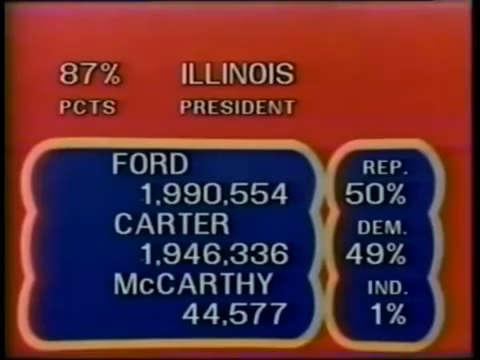 87% ILLINOIS
PCTS PRESIDENT
FORD REP.
1,990,554 50%
CARTER DEM.
1,946,336 49%
McCARTHY IND.
44,577 1%